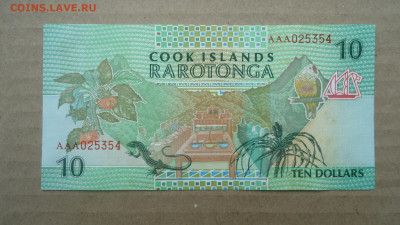 COINS.LAVE.RU
AAA025354 10
COOK ISLANDS
RAROTONGA
AAA025354
10
TEN DOLLARS